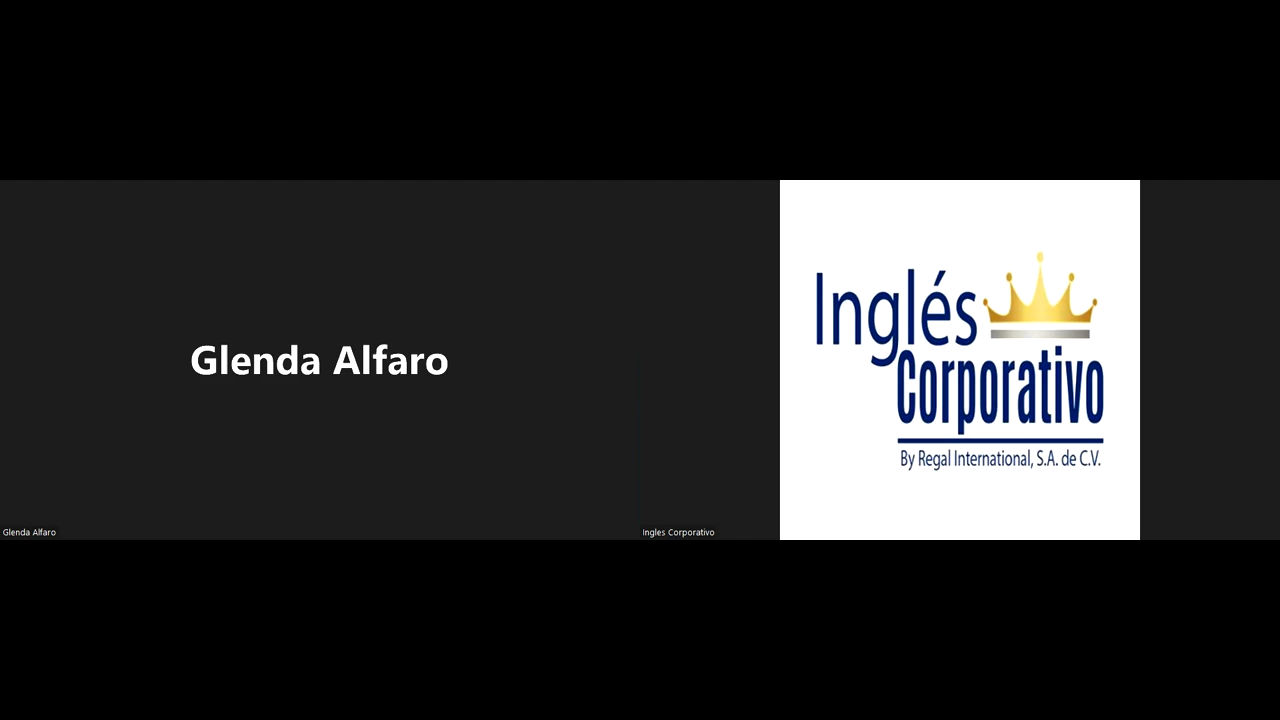 Glenda Alfaro
Inglés
Corporativo
By Regal International, S.A. de C.V.
Glenda Alfaro
Ingles Corporativo